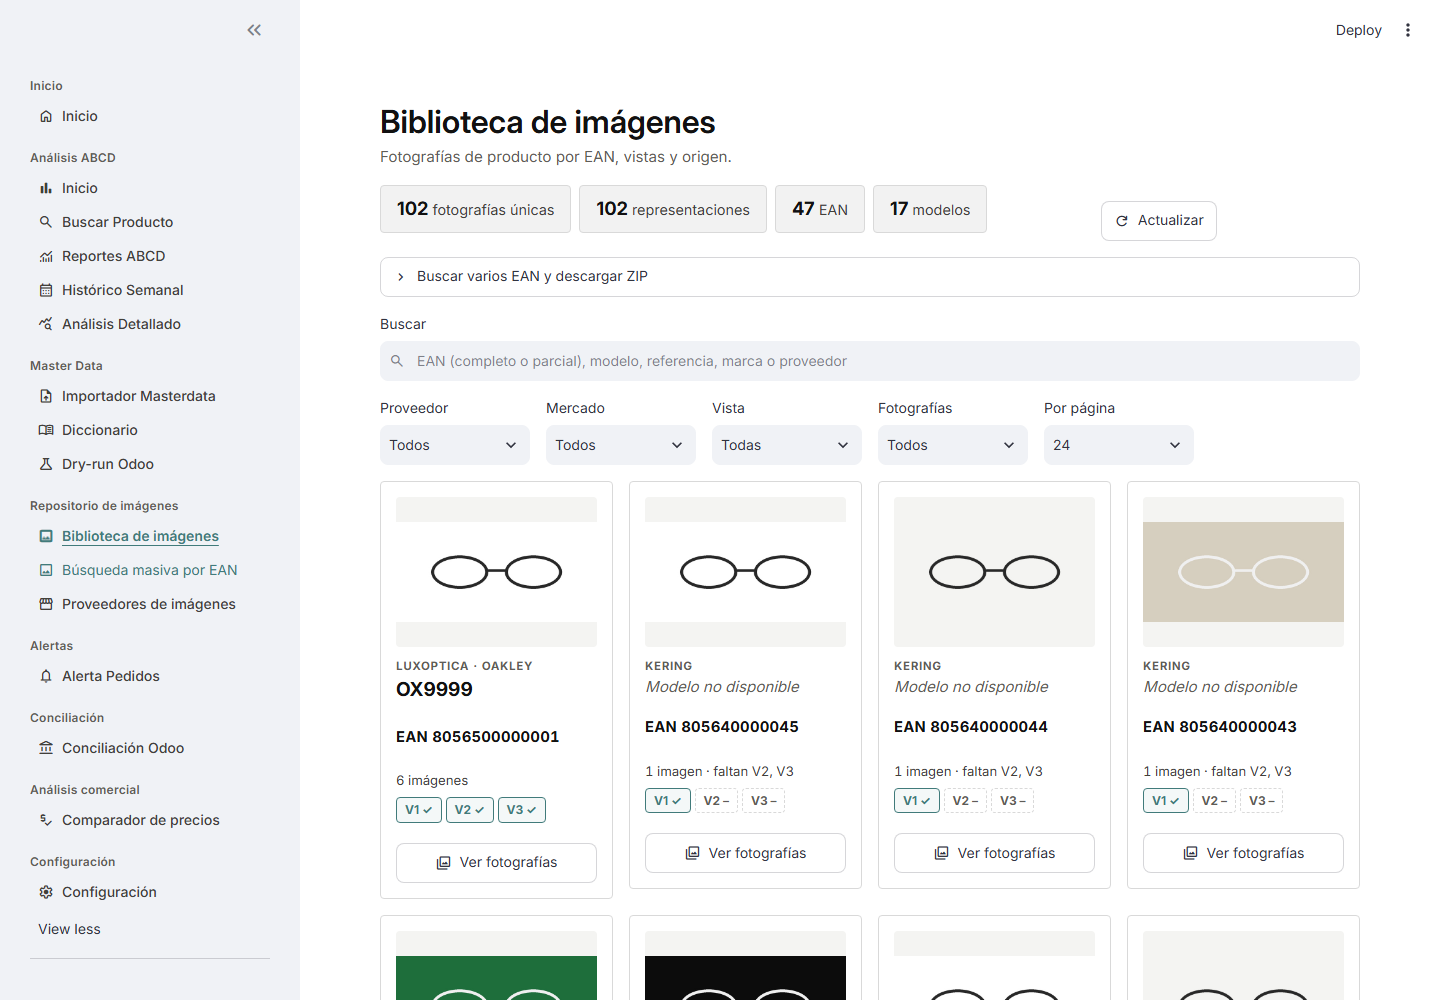 Deploy
Inicio
Inicio
Análisis ABCD
Inicio
Buscar Producto
Reportes ABCD
Histórico Semanal
Análisis Detallado
Master Data
Importador Masterdata
Diccionario
Dry-run Odoo
Repositorio de imágenes
Biblioteca de imágenes
Búsqueda masiva por EAN
Proveedores de imágenes
Alertas
Alerta Pedidos
Conciliación
Conciliación Odoo
Análisis comercial
Comparador de precios
Configuración
Configuración
View less
Biblioteca de imágenes
Fotografías de producto por EAN, vistas y origen.
102 fotografías únicas
102 representaciones
47 EAN
17 modelos
Actualizar
Buscar varios EAN y descargar ZIP
Buscar
EAN (completo o parcial), modelo, referencia, marca o proveedor
Proveedor
Todos
Mercado
Todos
Vista
Todas
Fotografías
Todos
Por página
24
LUXOPTICA · OAKLEY
OX9999
EAN 8056500000001
6 imágenes
V1 ✓ V2 ✓ V3 ✓
Ver fotografías
KERING
Modelo no disponible
EAN 805640000045
1 imagen · faltan V2, V3
V1 ✓ V2 – V3 –
Ver fotografías
KERING
Modelo no disponible
EAN 805640000044
1 imagen · faltan V2, V3
V1 ✓ V2 – V3 –
Ver fotografías
KERING
Modelo no disponible
EAN 805640000043
1 imagen · faltan V2, V3
V1 ✓ V2 – V3 –
Ver fotografías